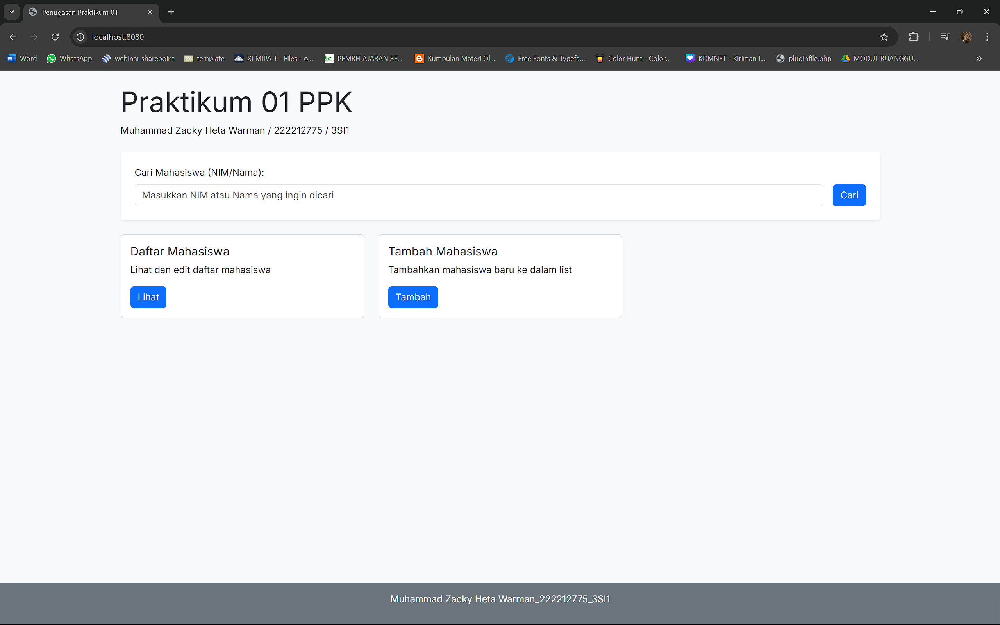 Penugasan Praktikum 01
localhost:8080
Word WhatsApp webinar sharepoint template XI MIPA 1 - Files - o... PEMBELAJARAN SE... Kumpulan Materi Ol... Free Fonts & Typefa... Color Hunt - Color... KOMNET - Kiriman I... pluginfile.php MODUL RUANGGU...
Praktikum 01 PPK
Muhammad Zacky Heta Warman / 222212775 / 3SI1
Cari Mahasiswa (NIM/Nama):
Masukkan NIM atau Nama yang ingin dicari Cari
Daftar Mahasiswa
Lihat dan edit daftar mahasiswa
Lihat
Tambah Mahasiswa
Tambahkan mahasiswa baru ke dalam list
Tambah
Muhammad Zacky Heta Warman_222212775_3SI1